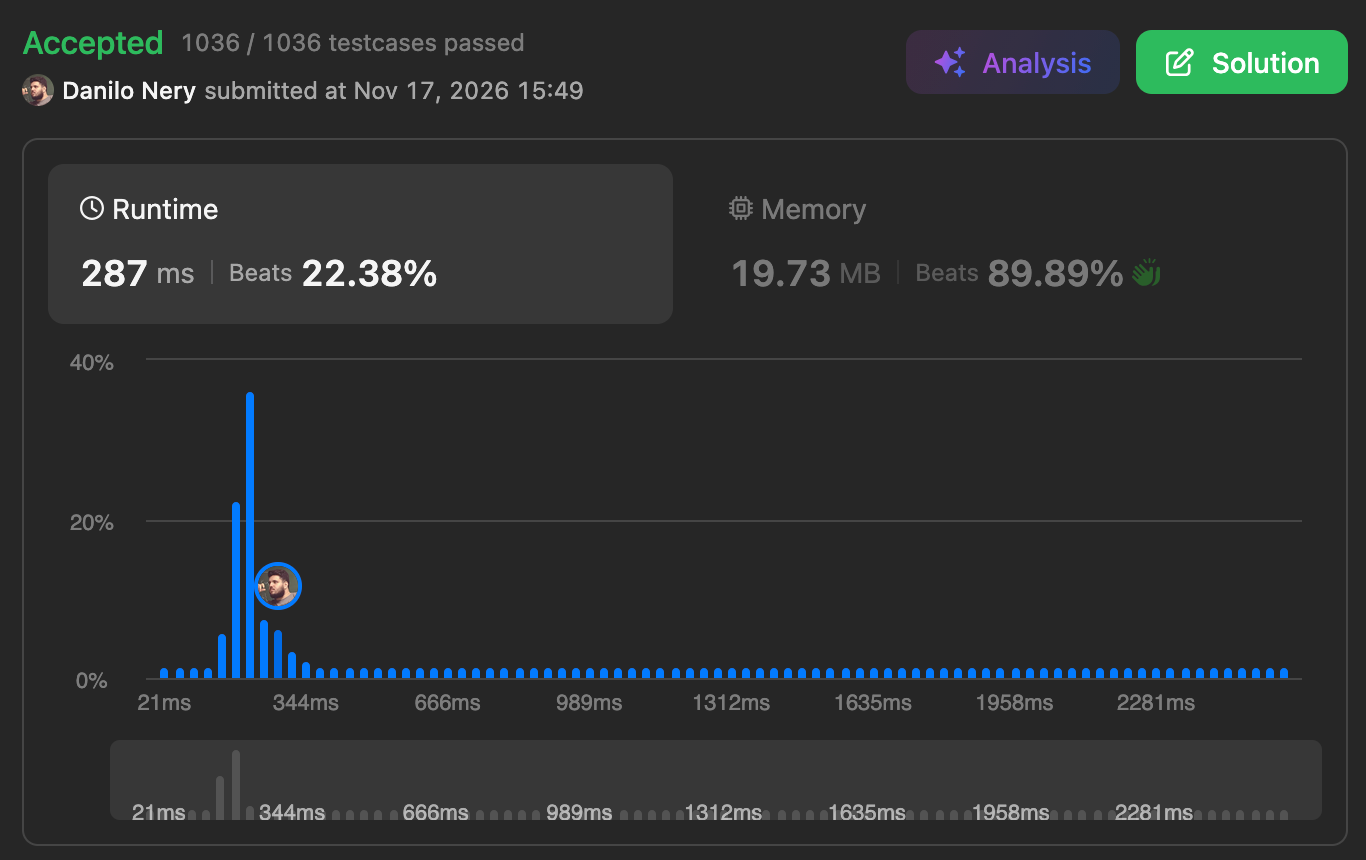 Accepted 1036 / 1036 testcases passed
Danilo Nery submitted at Nov 17, 2026 15:49
Analysis
Solution
Runtime
287 ms | Beats 22.38%
Memory
19.73 MB | Beats 89.89%
40%
20%
0%
21ms 344ms 666ms 989ms 1312ms 1635ms 1958ms 2281ms
21ms 344ms 666ms 989ms 1312ms 1635ms 1958ms 2281ms